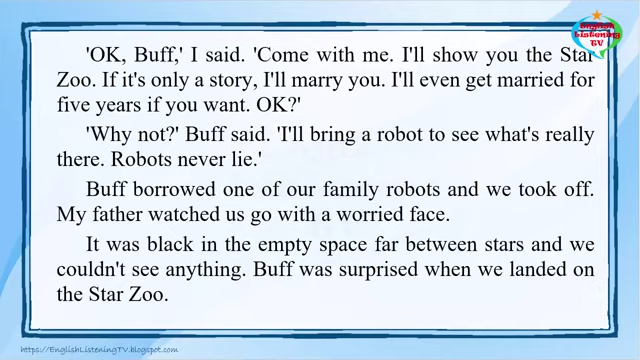 English
Listening
TV
'OK, Buff,' I said. 'Come with me. I'll show you the Star
Zoo. If it's only a story, I'll marry you. I'll even get married for
five years if you want. OK?'
'Why not?' Buff said. 'I'll bring a robot to see what's really
there. Robots never lie.'
Buff borrowed one of our family robots and we took off.
My father watched us go with a worried face.
It was black in the empty space far between stars and we
couldn't see anything. Buff was surprised when we landed on
the Star Zoo.
https://EnglishListeningTV.blogspot.com